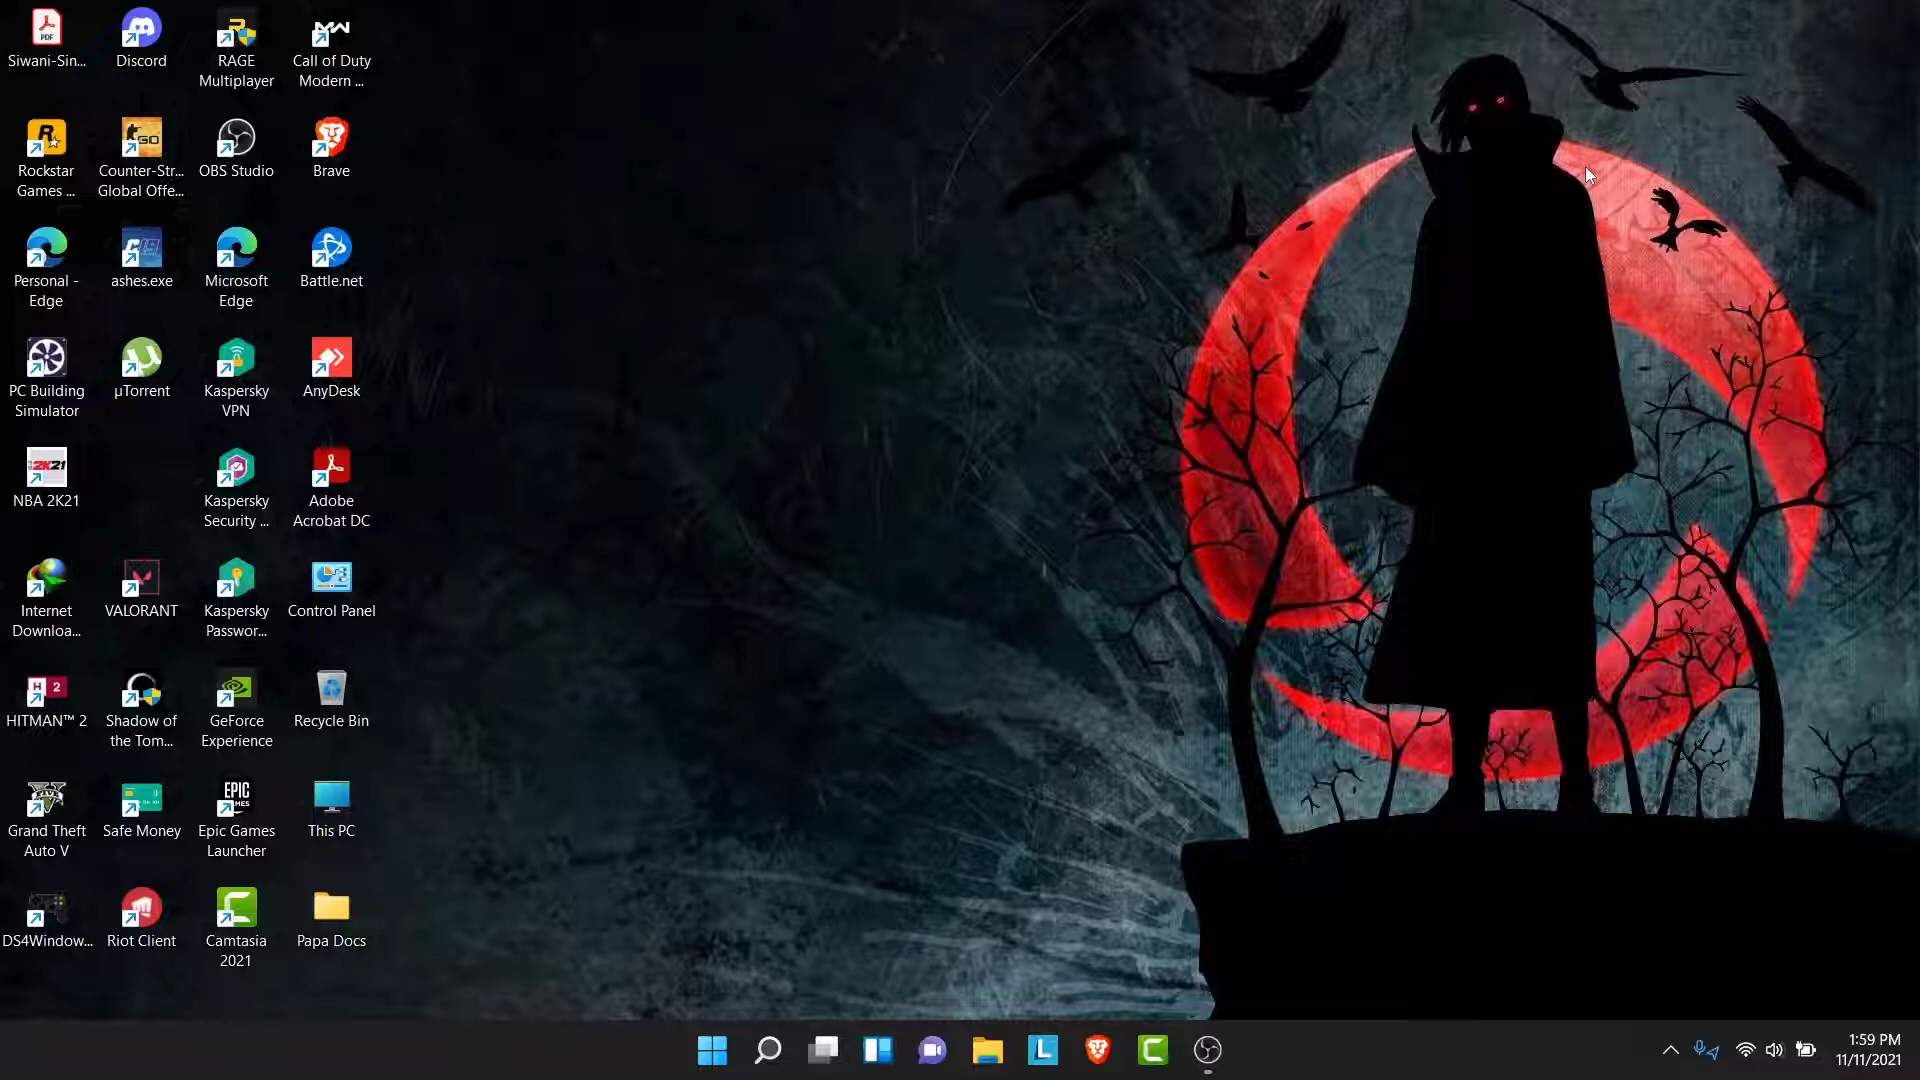 Siwani-Sin...
Discord
RAGE
Multiplayer
Call of Duty
Modern ...
Rockstar
Games ...
Counter-Str...
Global Offe...
OBS Studio
Brave
Personal -
Edge
ashes.exe
Microsoft
Edge
Battle.net
PC Building
Simulator
µTorrent
Kaspersky
VPN
AnyDesk
NBA 2K21
Kaspersky
Security ...
Adobe
Acrobat DC
Internet
Downloa...
VALORANT
Kaspersky
Passwor...
Control Panel
HITMAN™ 2
Shadow of
the Tom...
GeForce
Experience
Recycle Bin
Grand Theft
Auto V
Safe Money
Epic Games
Launcher
This PC
DS4Window...
Riot Client
Camtasia
2021
Papa Docs
1:59 PM
11/11/2021